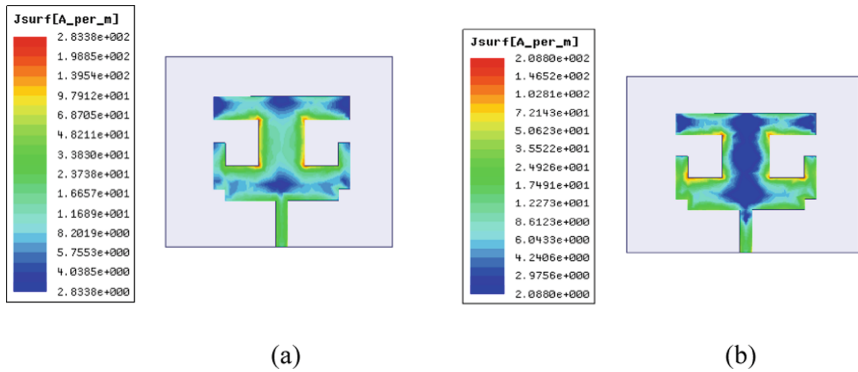 Jsurf[A_per_m]
2.8338e+002
1.9885e+002
1.3954e+002
9.7912e+001
6.8705e+001
4.8211e+001
3.3830e+001
2.3738e+001
1.6657e+001
1.1689e+001
8.2019e+000
5.7553e+000
4.0385e+000
2.8338e+000
(a)
Jsurf[A_per_m]
2.0880e+002
1.4652e+002
1.0281e+002
7.2143e+001
5.0623e+001
3.5522e+001
2.4926e+001
1.7491e+001
1.2273e+001
8.6123e+000
6.0433e+000
4.2406e+000
2.9756e+000
2.0880e+000
(b)